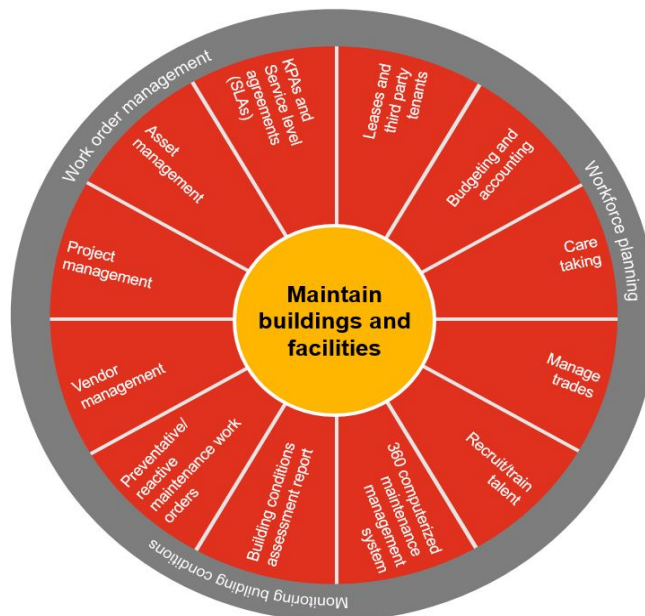 Work order management
Workforce planning
Monitoring building conditions
Maintain
buildings and
facilities
KPAs and
Service level
agreements
(SLAs)
Leases and
third party
tenants
Budgeting and
accounting
Care
taking
Manage
trades
Recruit/train
talent
360 computerized
maintenance
management
system
Building conditions
assessment report
Preventative/
reactive
maintenance work
orders
Vendor
management
Project
management
Asset
management